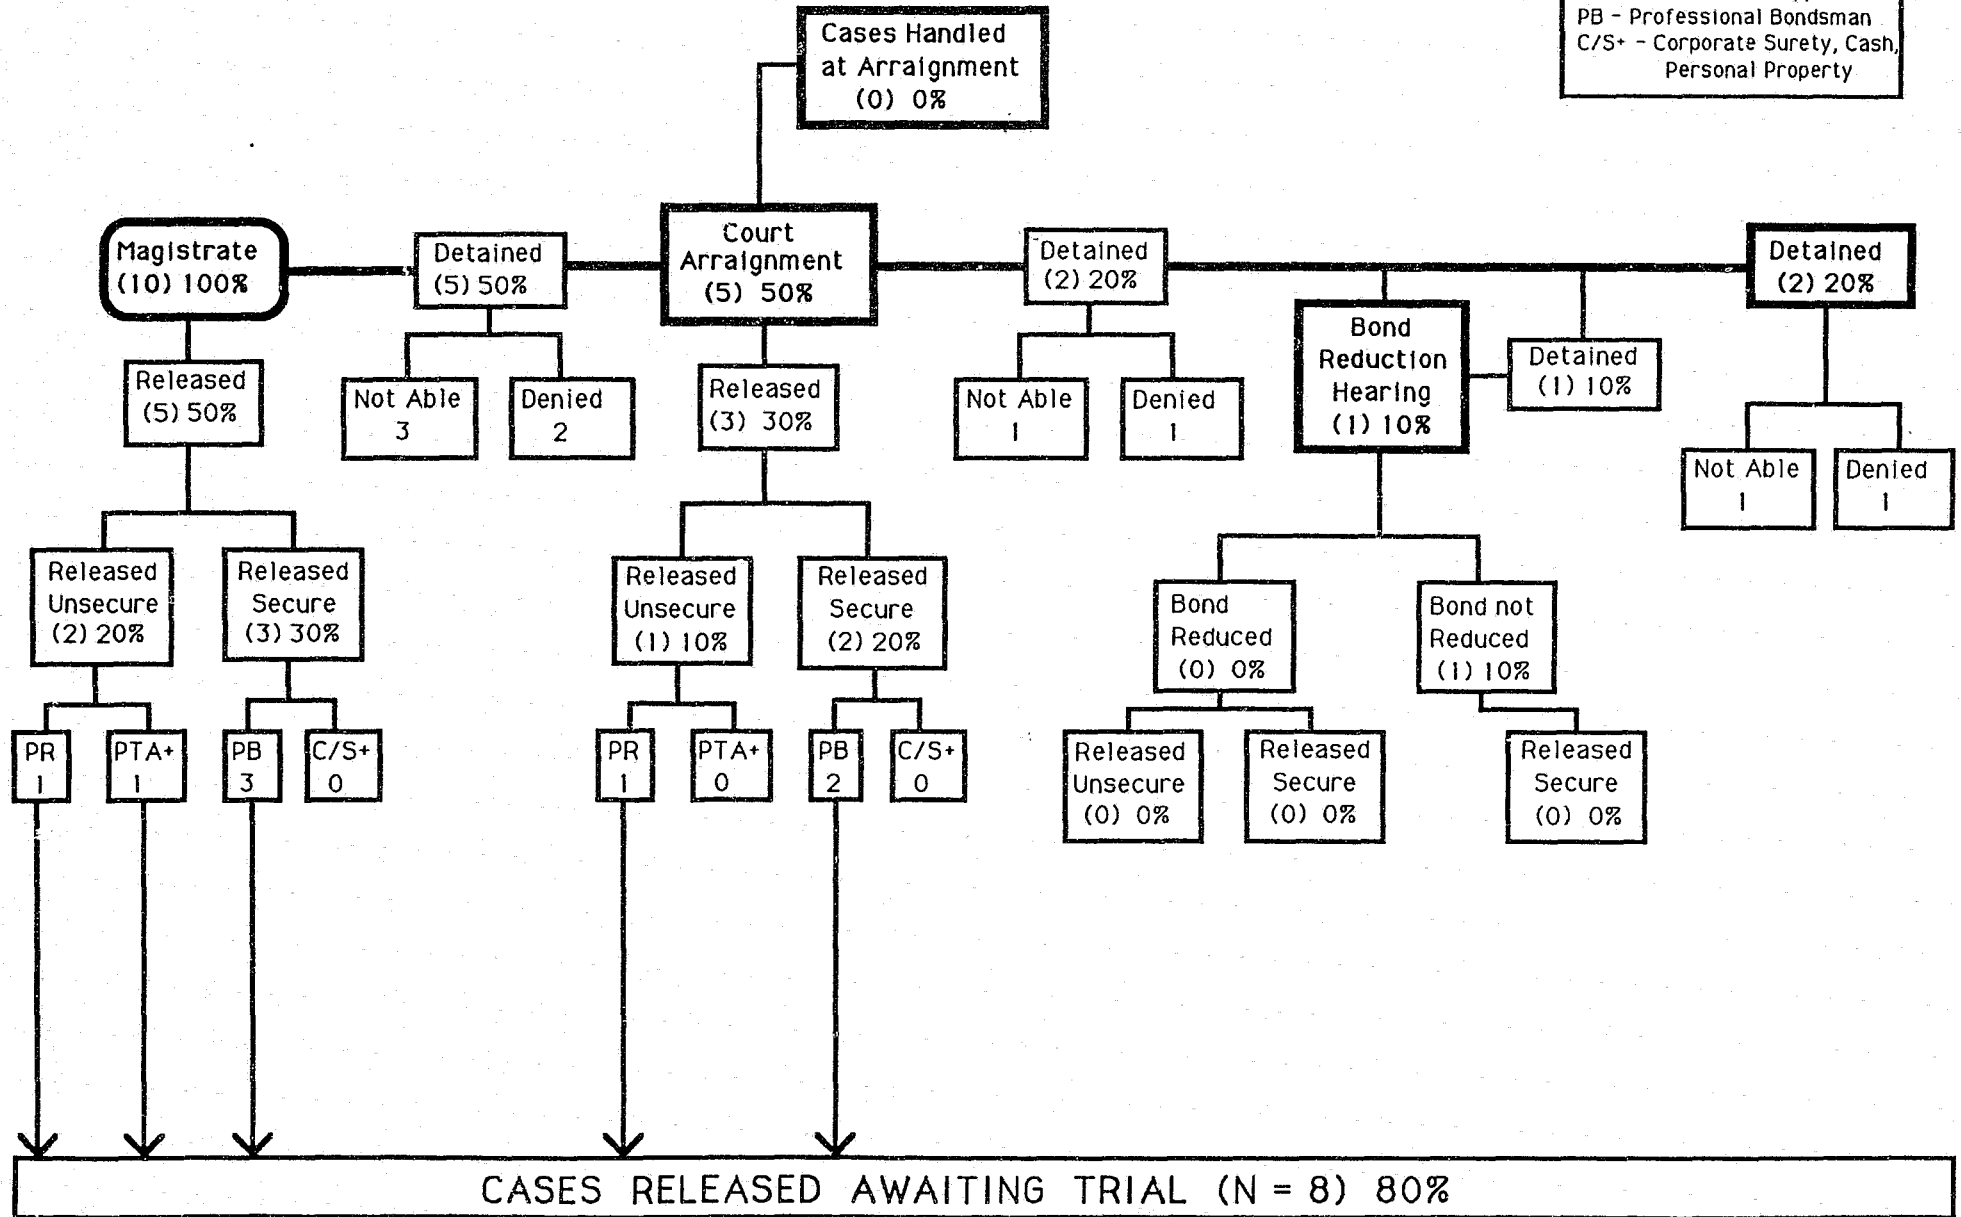 PB - Professional Bondsman
C/S+ - Corporate Surety, Cash,
Personal Property
Cases Handled
at Arraignment
(0) 0%
Magistrate
(10) 100%
Detained
(5) 50%
Court
Arraignment
(5) 50%
Detained
(2) 20%
Detained
(2) 20%
Released
(5) 50%
Not Able
3
Denied
2
Released
(3) 30%
Not Able
1
Denied
1
Bond
Reduction
Hearing
(1) 10%
Detained
(1) 10%
Not Able
1
Denied
1
Released
Unsecure
(2) 20%
Released
Secure
(3) 30%
Released
Unsecure
(1) 10%
Released
Secure
(2) 20%
Bond
Reduced
(0) 0%
Bond not
Reduced
(1) 10%
PR
1
PTA+
1
PB
3
C/S+
0
PR
1
PTA+
0
PB
2
C/S+
0
Released
Unsecure
(0) 0%
Released
Secure
(0) 0%
Released
Secure
(0) 0%
CASES RELEASED AWAITING TRIAL (N = 8) 80%